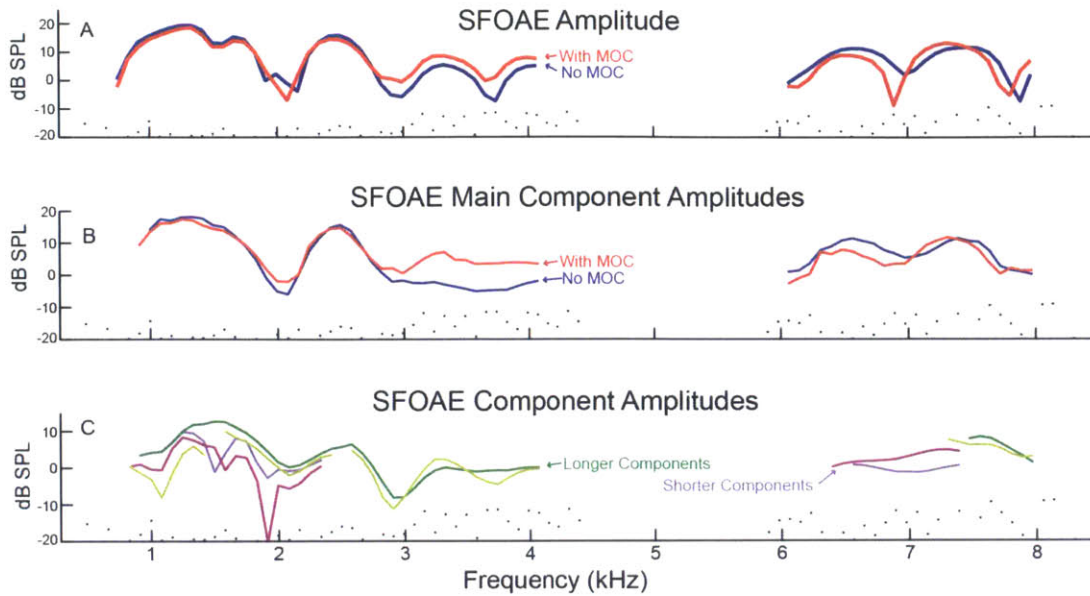 SFOAE Amplitude
A
dB SPL
20
10
0
-10
-20
With MOC
No MOC
SFOAE Main Component Amplitudes
B
dB SPL
20
10
0
-10
-20
With MOC
No MOC
SFOAE Component Amplitudes
C
dB SPL
10
0
-10
-20
Longer Components
Shorter Components
1 2 3 4 5 6 7 8
Frequency (kHz)